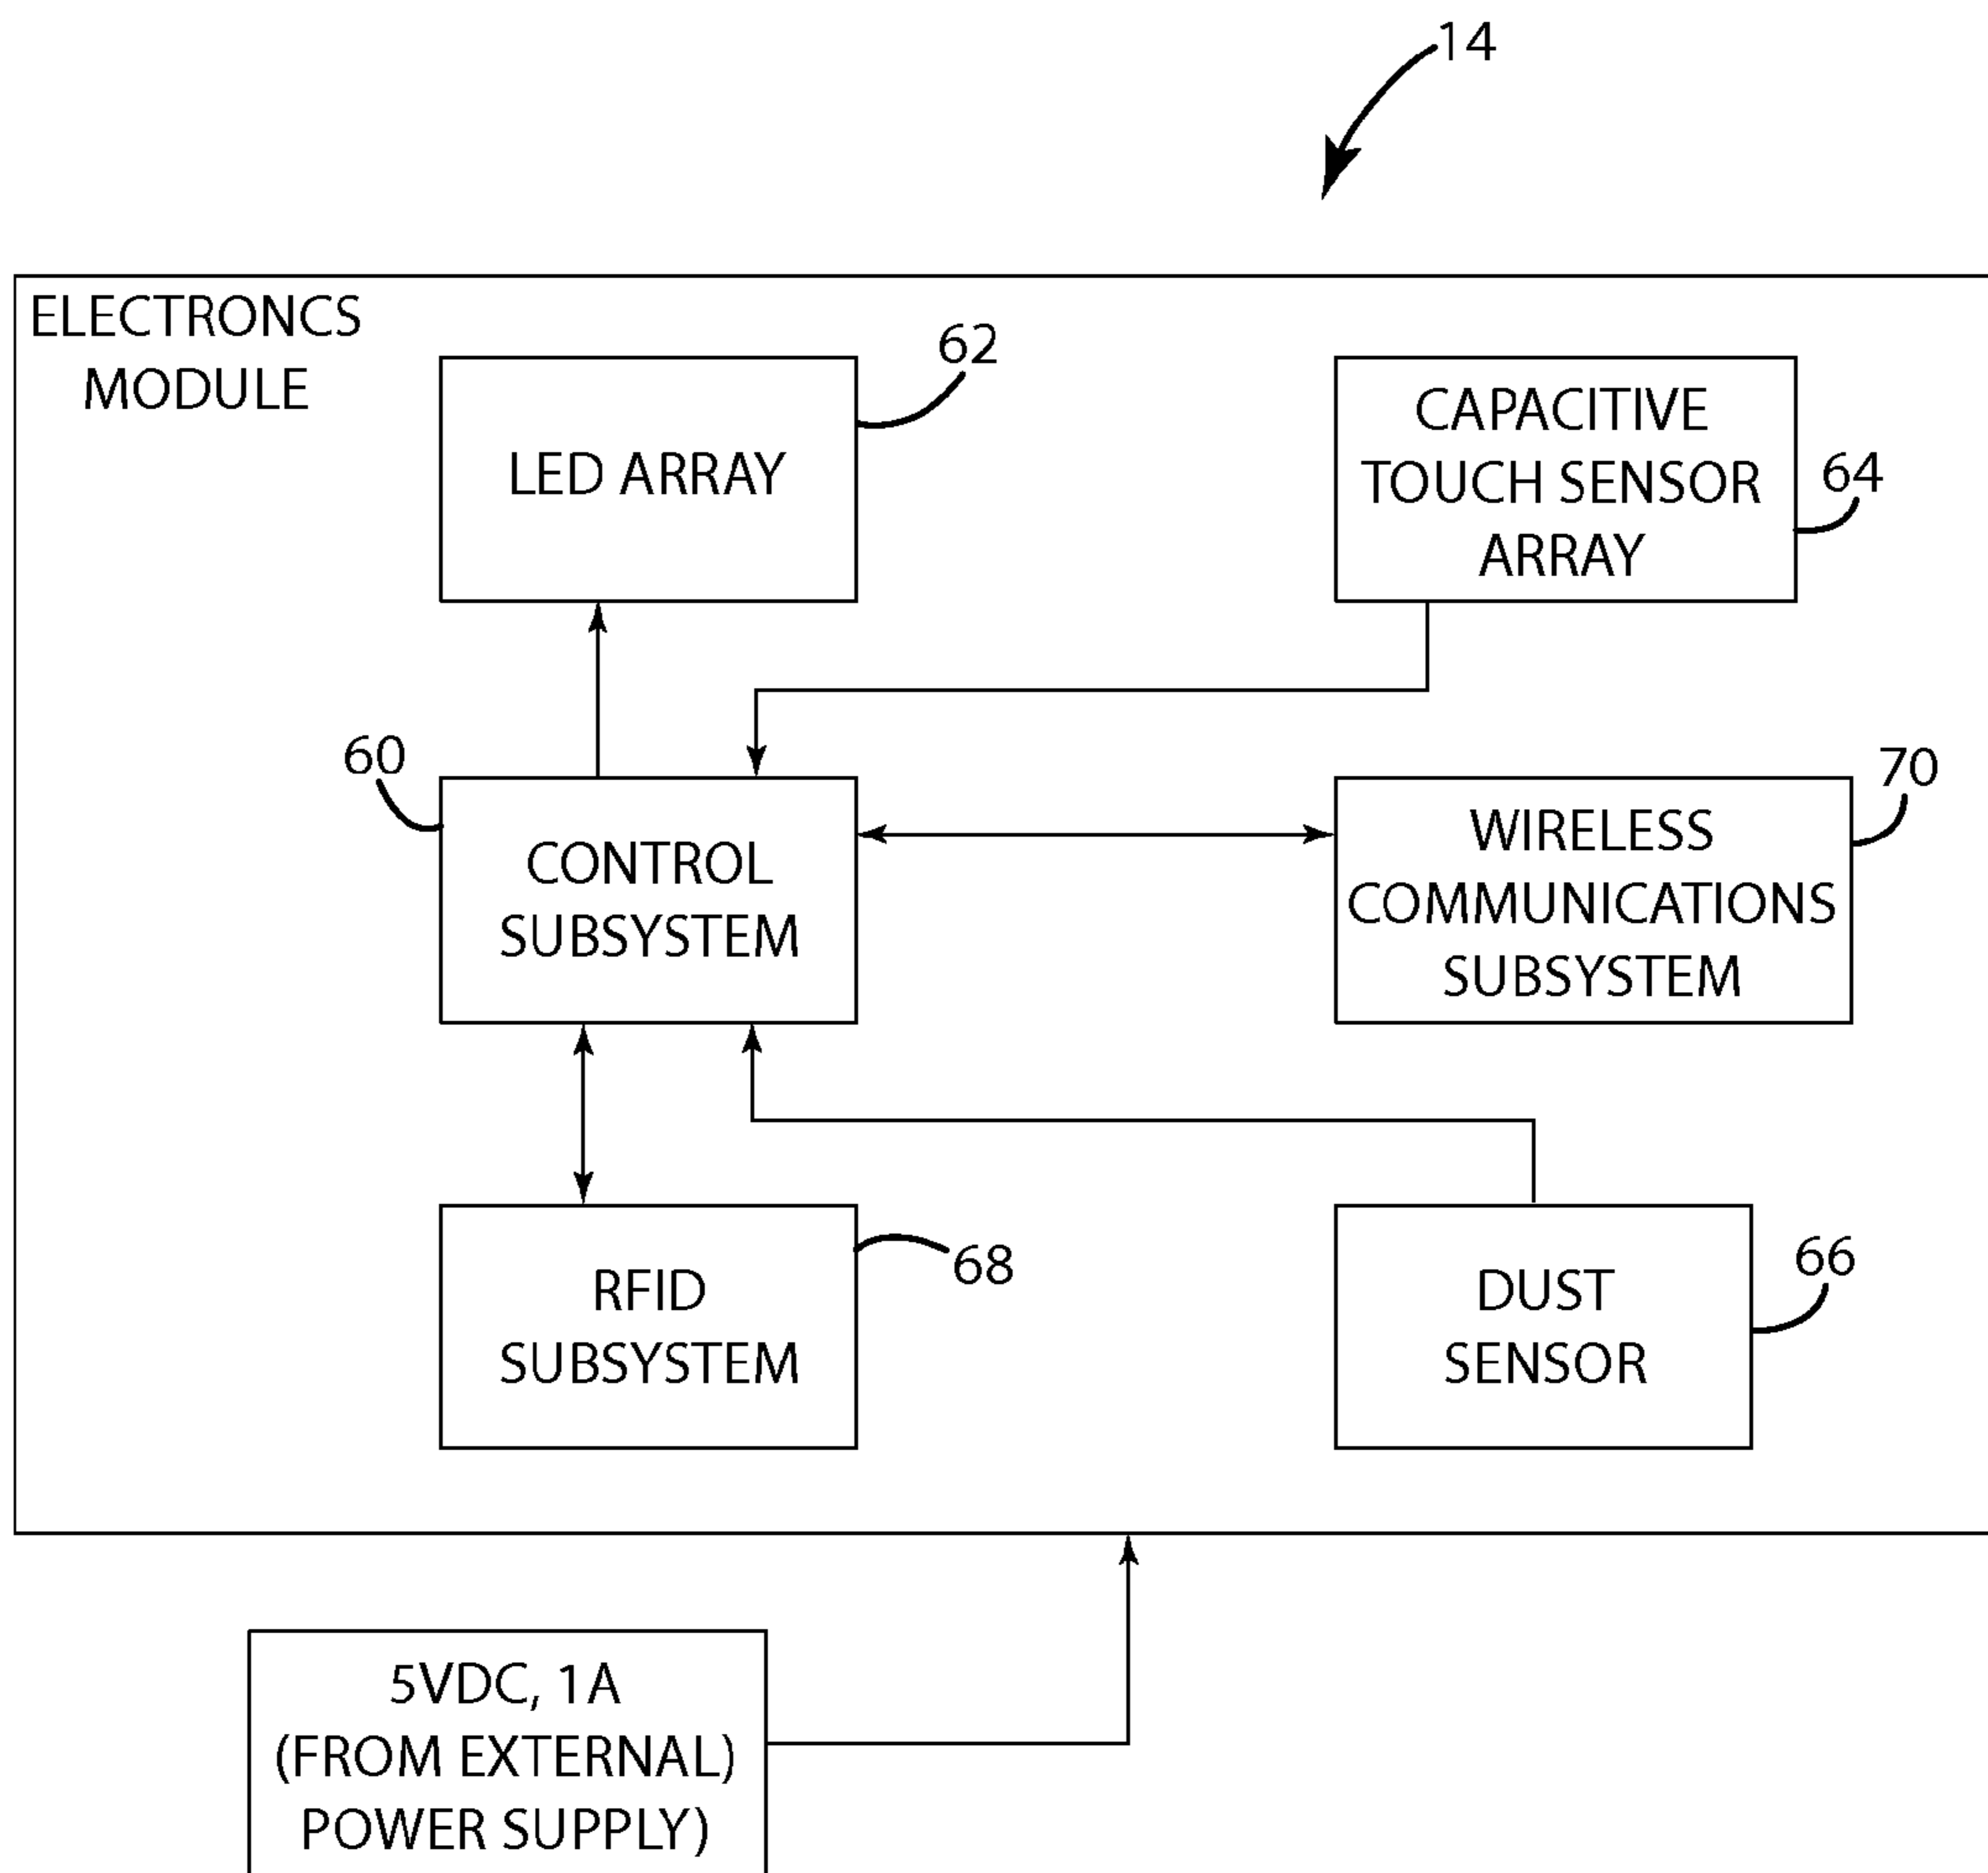 14
ELECTRONCS
MODULE
62
LED ARRAY
CAPACITIVE
TOUCH SENSOR
ARRAY
64
60
CONTROL
SUBSYSTEM
70
WIRELESS
COMMUNICATIONS
SUBSYSTEM
RFID
SUBSYSTEM
68
DUST
SENSOR
66
5VDC, 1A
(FROM EXTERNAL)
POWER SUPPLY)